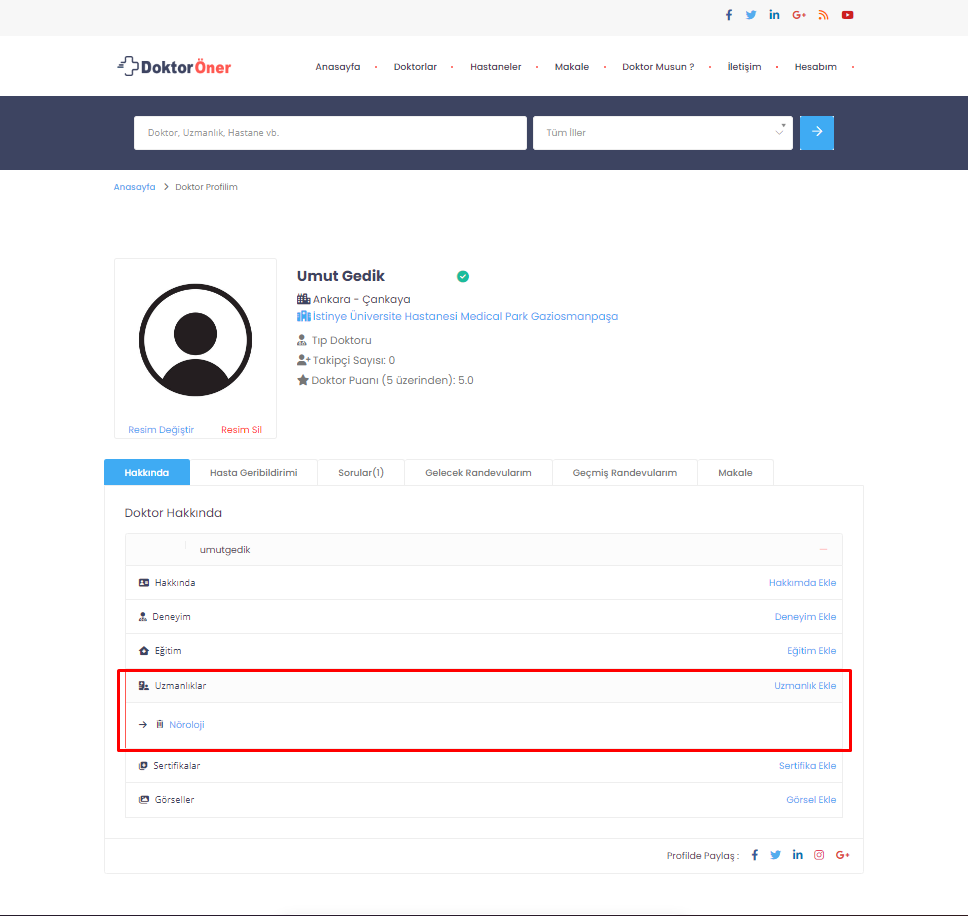 DoktorÖner
Anasayfa Doktorlar Hastaneler Makale Doktor Musun ? İletişim Hesabım
Doktor, Uzmanlık, Hastane vb. Tüm İller
Anasayfa > Doktor Profilim
Umut Gedik
Ankara - Çankaya
İstinye Üniversite Hastanesi Medical Park Gaziosmanpaşa
Tıp Doktoru
Takipçi Sayısı: 0
Doktor Puanı (5 üzerinden): 5.0
Resim Değiştir Resim Sil
Hakkında Hasta Geribildirimi Sorular(1) Gelecek Randevularım Geçmiş Randevularım Makale
Doktor Hakkında
umutgedik
Hakkında Hakkımda Ekle
Deneyim Deneyim Ekle
Eğitim Eğitim Ekle
Uzmanlıklar Uzmanlık Ekle
Nöroloji
Sertifikalar Sertifika Ekle
Görseller Görsel Ekle
Profilde Paylaş :